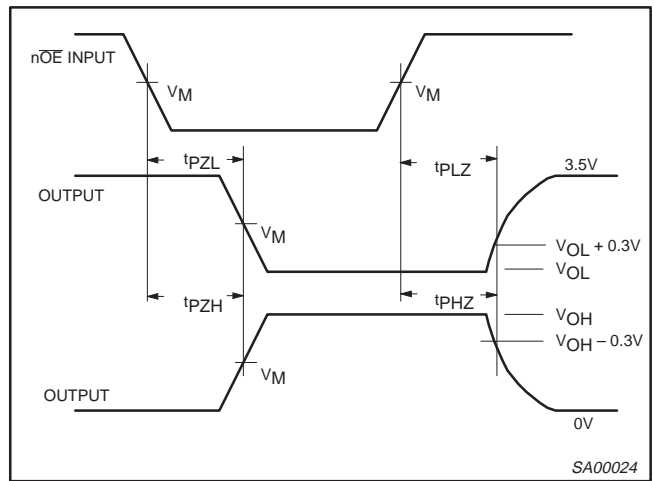 nOE INPUT
VM
VM
tPZL
tPLZ
3.5V
OUTPUT
VM
VOL + 0.3V
VOL
tPZH
tPHZ
VOH
VOH – 0.3V
VM
OUTPUT
0V
SA00024